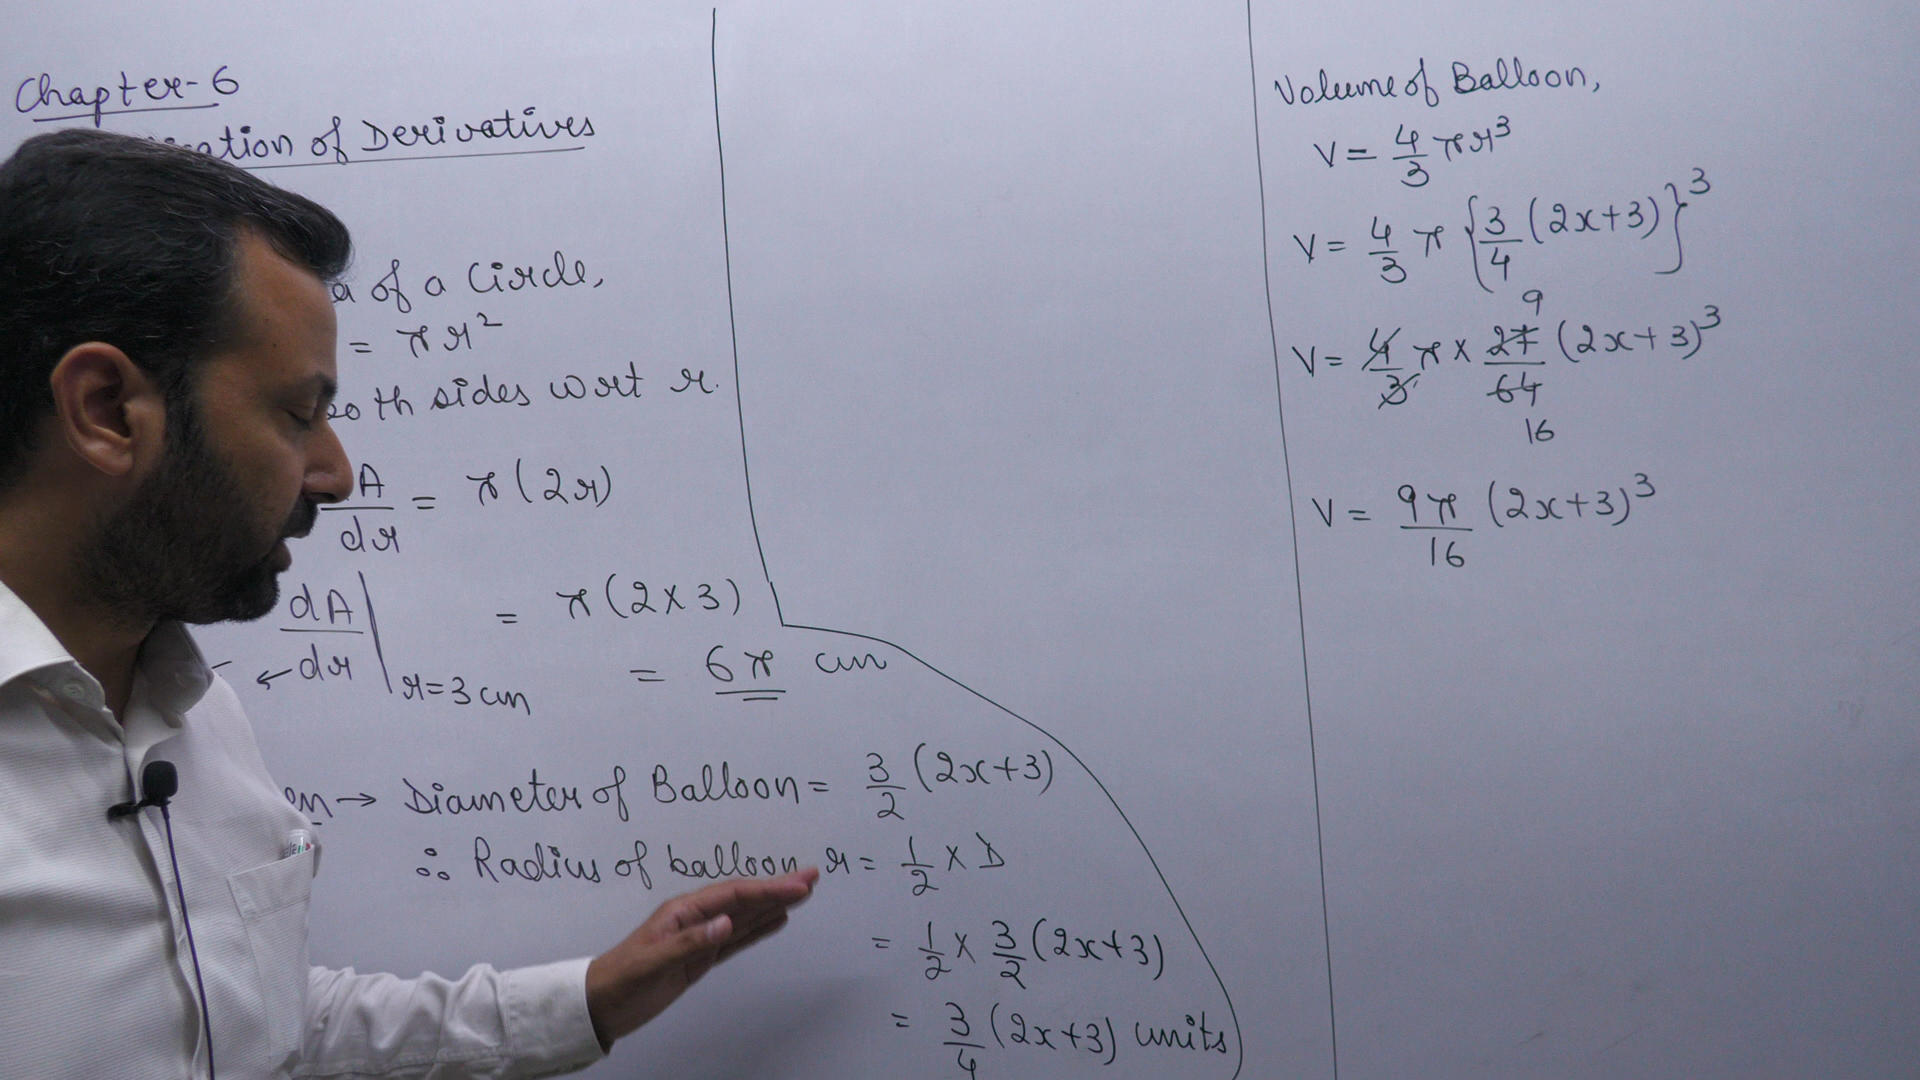 Chapter-6
ation of Derivatives
a of a Circle,
= πr²
both sides wrt r.
A/dr = π(2r)
dA/dr | r=3cm = π(2×3)
= 6π cm
en → Diameter of Balloon = 3/2 (2x+3)
∴ Radius of balloon, r = 1/2 × D
= 1/2 × 3/2 (2x+3)
= 3/4 (2x+3) units
Volume of Balloon,
V = 4/3 πr³
V = 4/3 π {3/4 (2x+3)}³
9
V = 4/3 π × 27/64 (2x+3)³
16
V = 9π/16 (2x+3)³